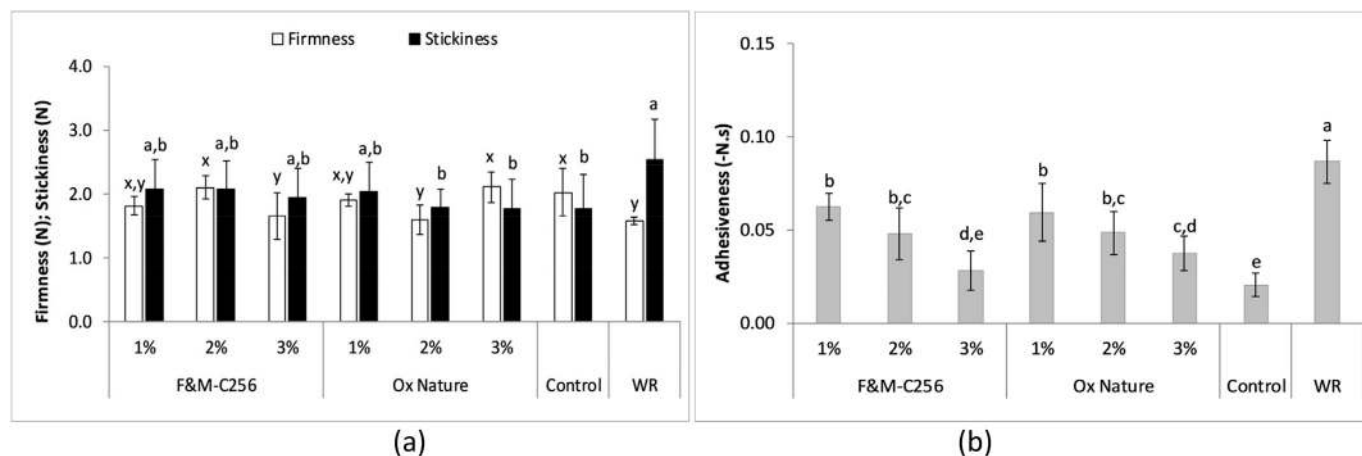 Firmness Stickiness
Firmness (N); Stickiness (N)
4.0
3.0
2.0
1.0
0.0
x,y a,b x a,b y a,b x,y a,b y b x b x b y a
1% 2% 3% 1% 2% 3%
F&M-C256 Ox Nature Control WR
(a)
Adhesiveness (-N.s)
0.15
0.10
0.05
0.00
b b,c d,e b b,c c,d e a
1% 2% 3% 1% 2% 3%
F&M-C256 Ox Nature Control WR
(b)